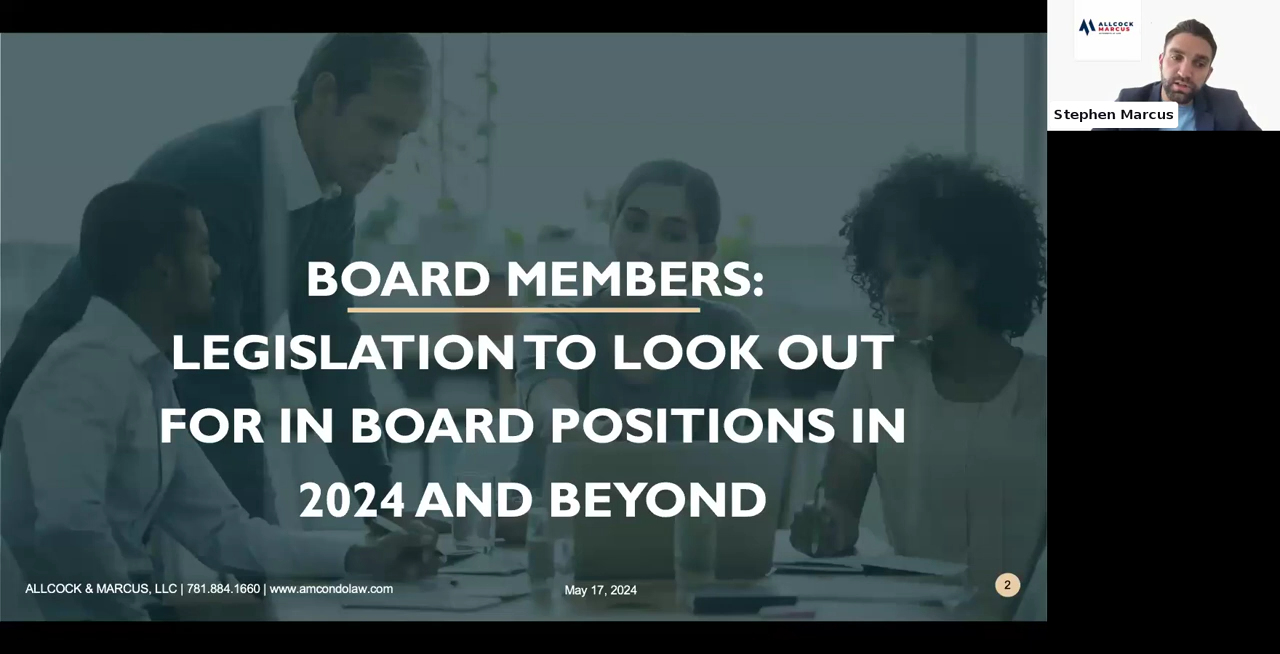 ALLCOCK
MARCUS
Stephen Marcus
BOARD MEMBERS:
LEGISLATION TO LOOK OUT
FOR IN BOARD POSITIONS IN
2024 AND BEYOND
ALLCOCK & MARCUS, LLC | 781.884.1660 | www.amcondolaw.com
May 17, 2024
2